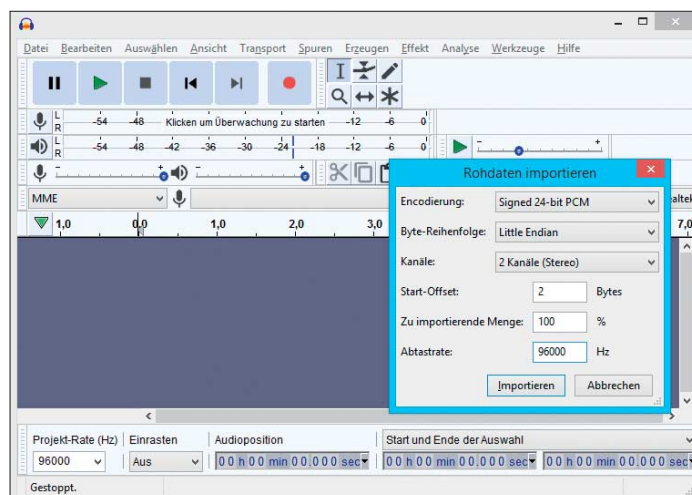 Datei Bearbeiten Auswählen Ansicht Transport Spuren Erzeugen Effekt Analyse Werkzeuge Hilfe
L
R
-54 -48 Klicken um Überwachung zu starten -12 -6 0
L
R
-54 -48 -42 -36 -30 -24 -18 -12 -6 0
- + - + - +
MME
1,0 0,0 1,0 2,0 3,0 7,0
Rohdaten importieren
Encodierung: Signed 24-bit PCM
Byte-Reihenfolge: Little Endian
Kanäle: 2 Kanäle (Stereo)
Start-Offset: 2 Bytes
Zu importierende Menge: 100 %
Abtastrate: 96000 Hz
Importieren Abbrechen
Projekt-Rate (Hz) Einrasten Audioposition Start und Ende der Auswahl
96000 Aus 00 h 00 min 00.000 sec 00 h 00 min 00.000 sec 00 h 00 min 00.000 sec
Gestoppt.